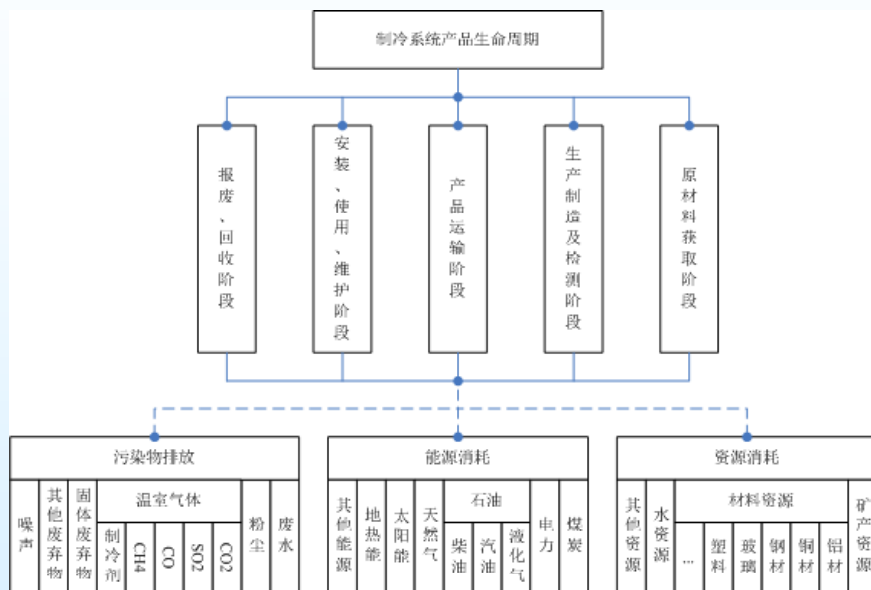 制冷系统产品生命周期
报废、回收阶段
安装、使用、维护阶段
产品运输阶段
生产制造及检测阶段
原材料获取阶段
污染物排放
噪声
其他废弃物
固体废弃物
温室气体
制冷剂
CH4
CO
SO2
CO2
粉尘
废水
能源消耗
其他能源
地热能
太阳能
天然气
石油
柴油
汽油
液化气
电力
煤炭
资源消耗
其他资源
水资源
材料资源
...
塑料
玻璃
钢材
铜材
铝材
矿产资源